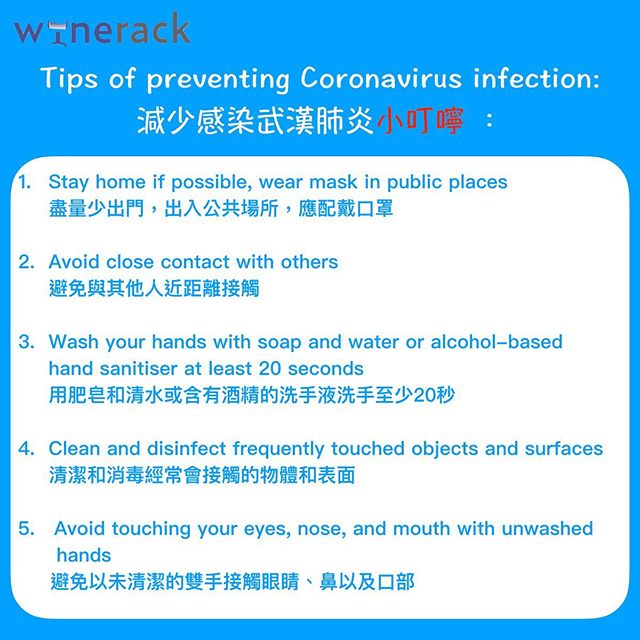 winerack
Tips of preventing Coronavirus infection:
減少感染武漢肺炎小叮嚀 ：
1. Stay home if possible, wear mask in public places
盡量少出門，出入公共場所，應配戴口罩
2. Avoid close contact with others
避免與其他人近距離接觸
3. Wash your hands with soap and water or alcohol-based
hand sanitiser at least 20 seconds
用肥皂和清水或含有酒精的洗手液洗手至少20秒
4. Clean and disinfect frequently touched objects and surfaces
清潔和消毒經常會接觸的物體和表面
5. Avoid touching your eyes, nose, and mouth with unwashed
hands
避免以未清潔的雙手接觸眼睛、鼻以及口部